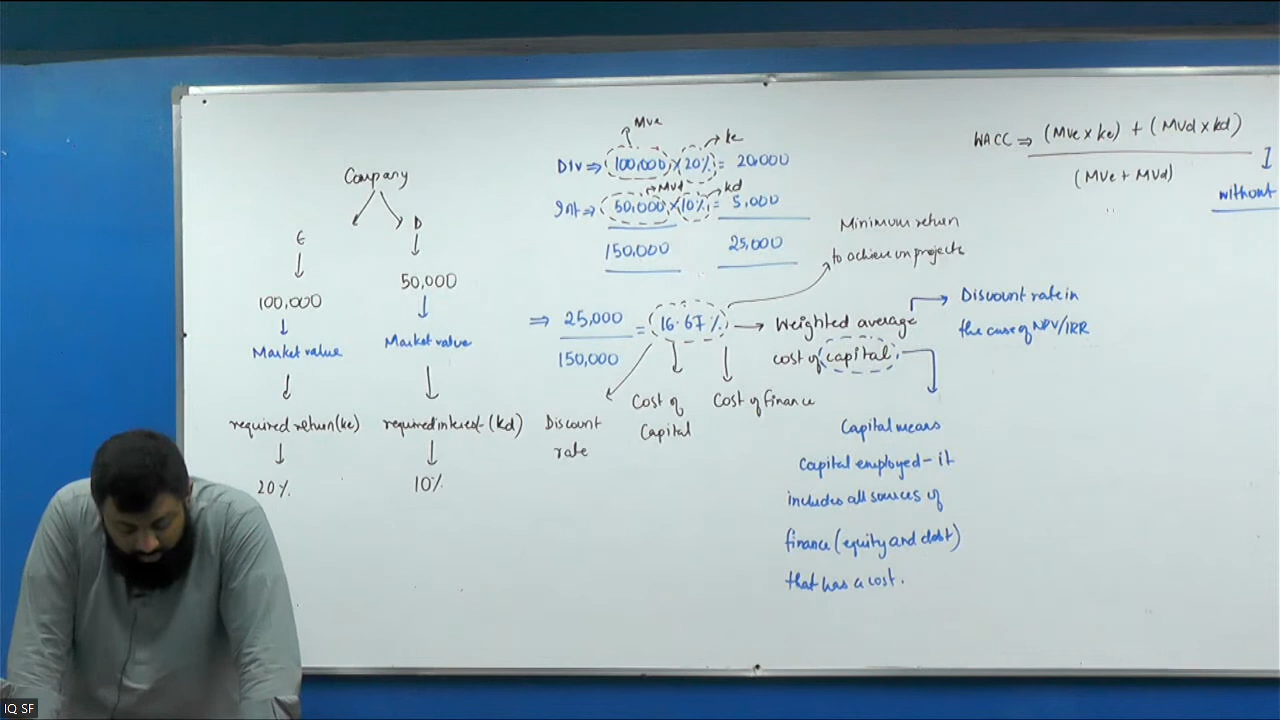 Company
E
D
100,000
50,000
Market value
Market value
required return (ke)
required interest (kd)
20%
10%
MVe
ke
Div ⇒ 100,000 × 20% = 20,000
MVd
kd
Int ⇒ 50,000 × 10% = 5,000
150,000 25,000
⇒ 25,000
150,000
= 16.67% → Weighted average
cost of capital.
Discount
rate
Cost of
Capital
Cost of finance
Minimum return
to achieve on projects
Discount rate in
the case of NPV/IRR
Capital means
Capital employed - it
includes all sources of
finance (equity and debt)
that has a cost.
WACC ⇒ (MVe × ke) + (MVd × kd)
(MVe + MVd)
without
IQ SF